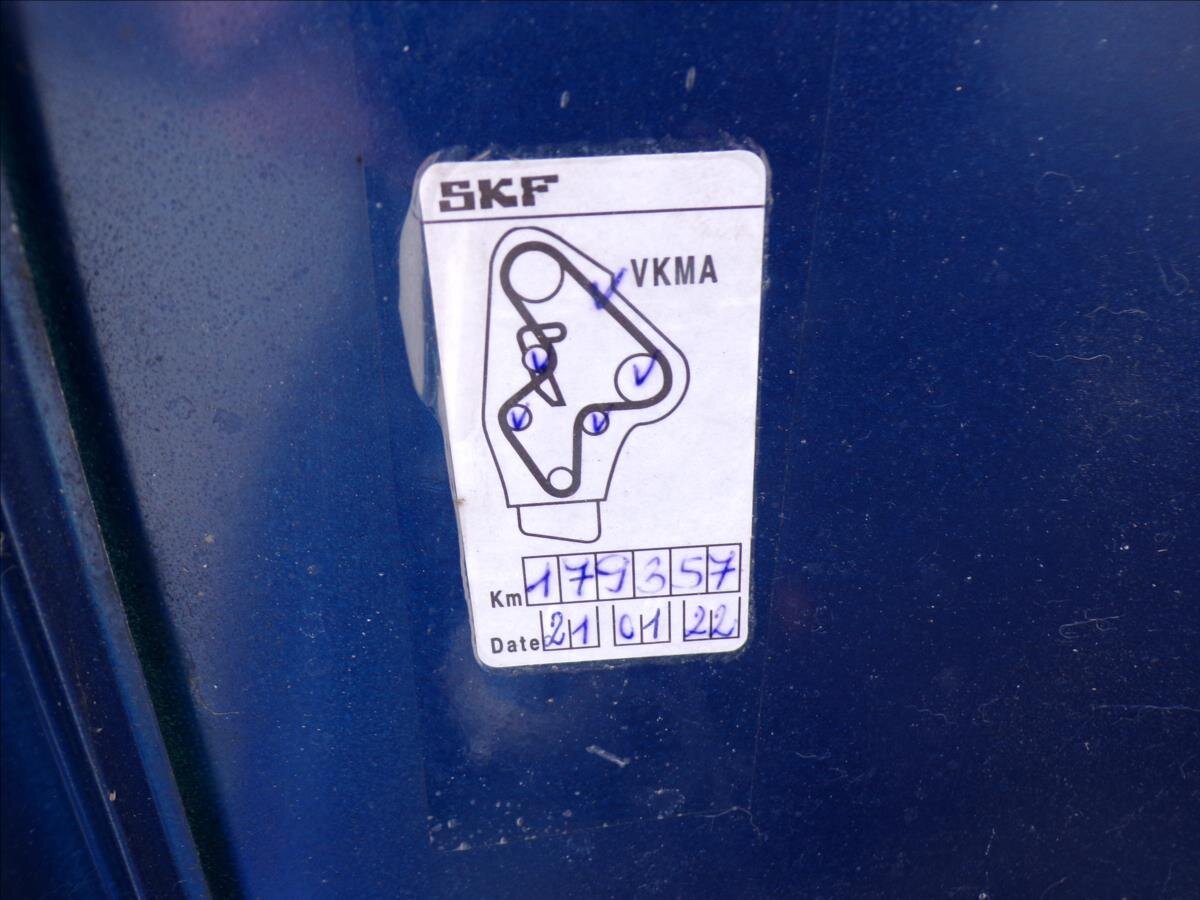 SKF
VKMA
Km 179357
Date 21 01 22